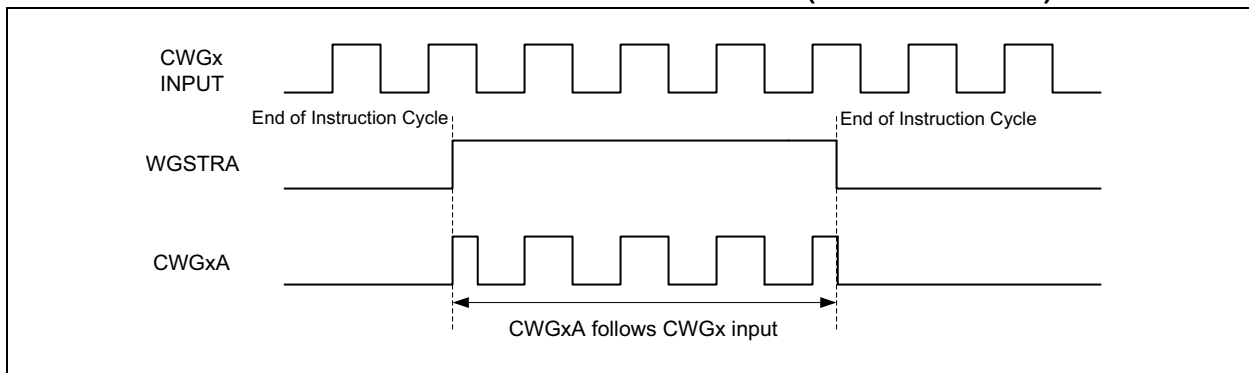 CWGx
INPUT
End of Instruction Cycle
End of Instruction Cycle
WGSTRA
CWGxA
CWGxA follows CWGx input